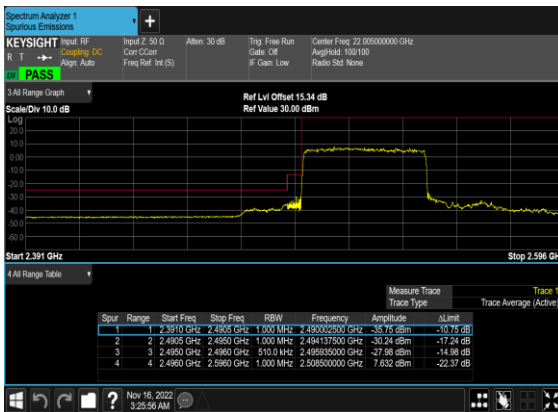 Spectrum Analyzer 1
Spurious Emissions
KEYSIGHT
R T
LV PASS
Input: RF
Coupling: DC
Align: Auto
Input Z: 50 Ω
Corr CCorr
Freq Ref: Int (S)
Atten: 30 dB
Trig: Free Run
Gate: Off
IF Gain: Low
Center Freq: 22.005000000 GHz
Avg|Hold: 100/100
Radio Std: None
3 All Range Graph
Scale/Div 10.0 dB
Ref Lvl Offset 15.34 dB
Ref Value 30.00 dBm
Log
20.0
10.0
0.00
-10.0
-20.0
-30.0
-40.0
-50.0
-60.0
Start 2.391 GHz
Stop 2.596 GH
4 All Range Table
Measure Trace Trace 1
Trace Type Trace Average (Active)
Spur Range Start Freq Stop Freq RBW Frequency Amplitude ΔLimit
1 1 2.3910 GHz 2.4905 GHz 1.000 MHz 2.490002500 GHz -35.75 dBm -10.75 dB
2 2 2.4905 GHz 2.4950 GHz 1.000 MHz 2.494137500 GHz -30.24 dBm -17.24 dB
3 3 2.4950 GHz 2.4960 GHz 510.0 kHz 2.495935000 GHz -27.98 dBm -14.98 dB
4 4 2.4960 GHz 2.5960 GHz 1.000 MHz 2.508500000 GHz 7.632 dBm -22.37 dB
Nov 16, 2022
3:25:56 AM